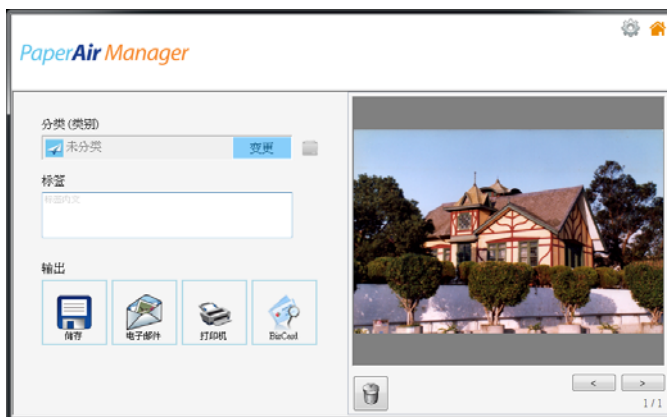 PaperAir Manager
分类(类别)
未分类
变更
标签
标签内文
输出
储存
电子邮件
打印机
BizCard
< >
1/1